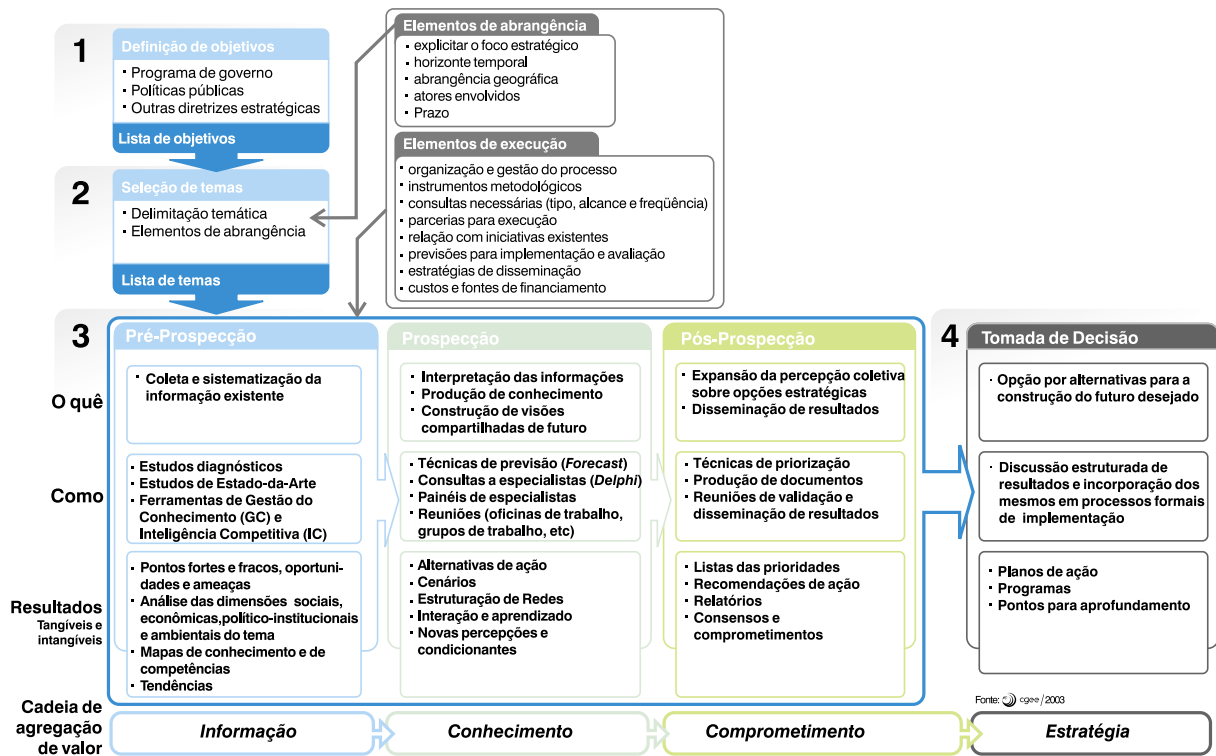 1
Definição de objetivos
Programa de governo
Políticas públicas
Outras diretrizes estratégicas
Lista de objetivos
Elementos de abrangência
explicitar o foco estratégico
horizonte temporal
abrangência geográfica
atores envolvidos
Prazo
2
Seleção de temas
Delimitação temática
Elementos de abrangência
Lista de temas
Elementos de execução
organização e gestão do processo
instrumentos metodológicos
consultas necessárias (tipo, alcance e freqüência)
parcerias para execução
relação com iniciativas existentes
previsões para implementação e avaliação
estratégias de disseminação
custos e fontes de financiamento
3
Pré-Prospecção
Prospecção
Pós-Prospecção
4
Tomada de Decisão
O quê
Coleta e sistematização da
informação existente
Interpretação das informações
Produção de conhecimento
Construção de visões
compartilhadas de futuro
Expansão da percepção coletiva
sobre opções estratégicas
Disseminação de resultados
Opção por alternativas para a
construção do futuro desejado
Como
Estudos diagnósticos
Estudos de Estado-da-Arte
Ferramentas de Gestão do
Conhecimento (GC) e
Inteligência Competitiva (IC)
Técnicas de previsão (Forecast)
Consultas a especialistas (Delphi)
Painéis de especialistas
Reuniões (oficinas de trabalho,
grupos de trabalho, etc)
Técnicas de priorização
Produção de documentos
Reuniões de validação e
disseminação de resultados
Discussão estruturada de
resultados e incorporação dos
mesmos em processos formais
de implementação
Resultados
Tangíveis e
intangíveis
Pontos fortes e fracos, oportuni-
dades e ameaças
Análise das dimensões sociais,
econômicas,político-institucionais
e ambientais do tema
Mapas de conhecimento e de
competências
Tendências
Alternativas de ação
Cenários
Estruturação de Redes
Interação e aprendizado
Novas percepções e
condicionantes
Listas das prioridades
Recomendações de ação
Relatórios
Consensos e
comprometimentos
Planos de ação
Programas
Pontos para aprofundamento
Fonte: cgee / 2003
Cadeia de
agregação
de valor
Informação
Conhecimento
Comprometimento
Estratégia